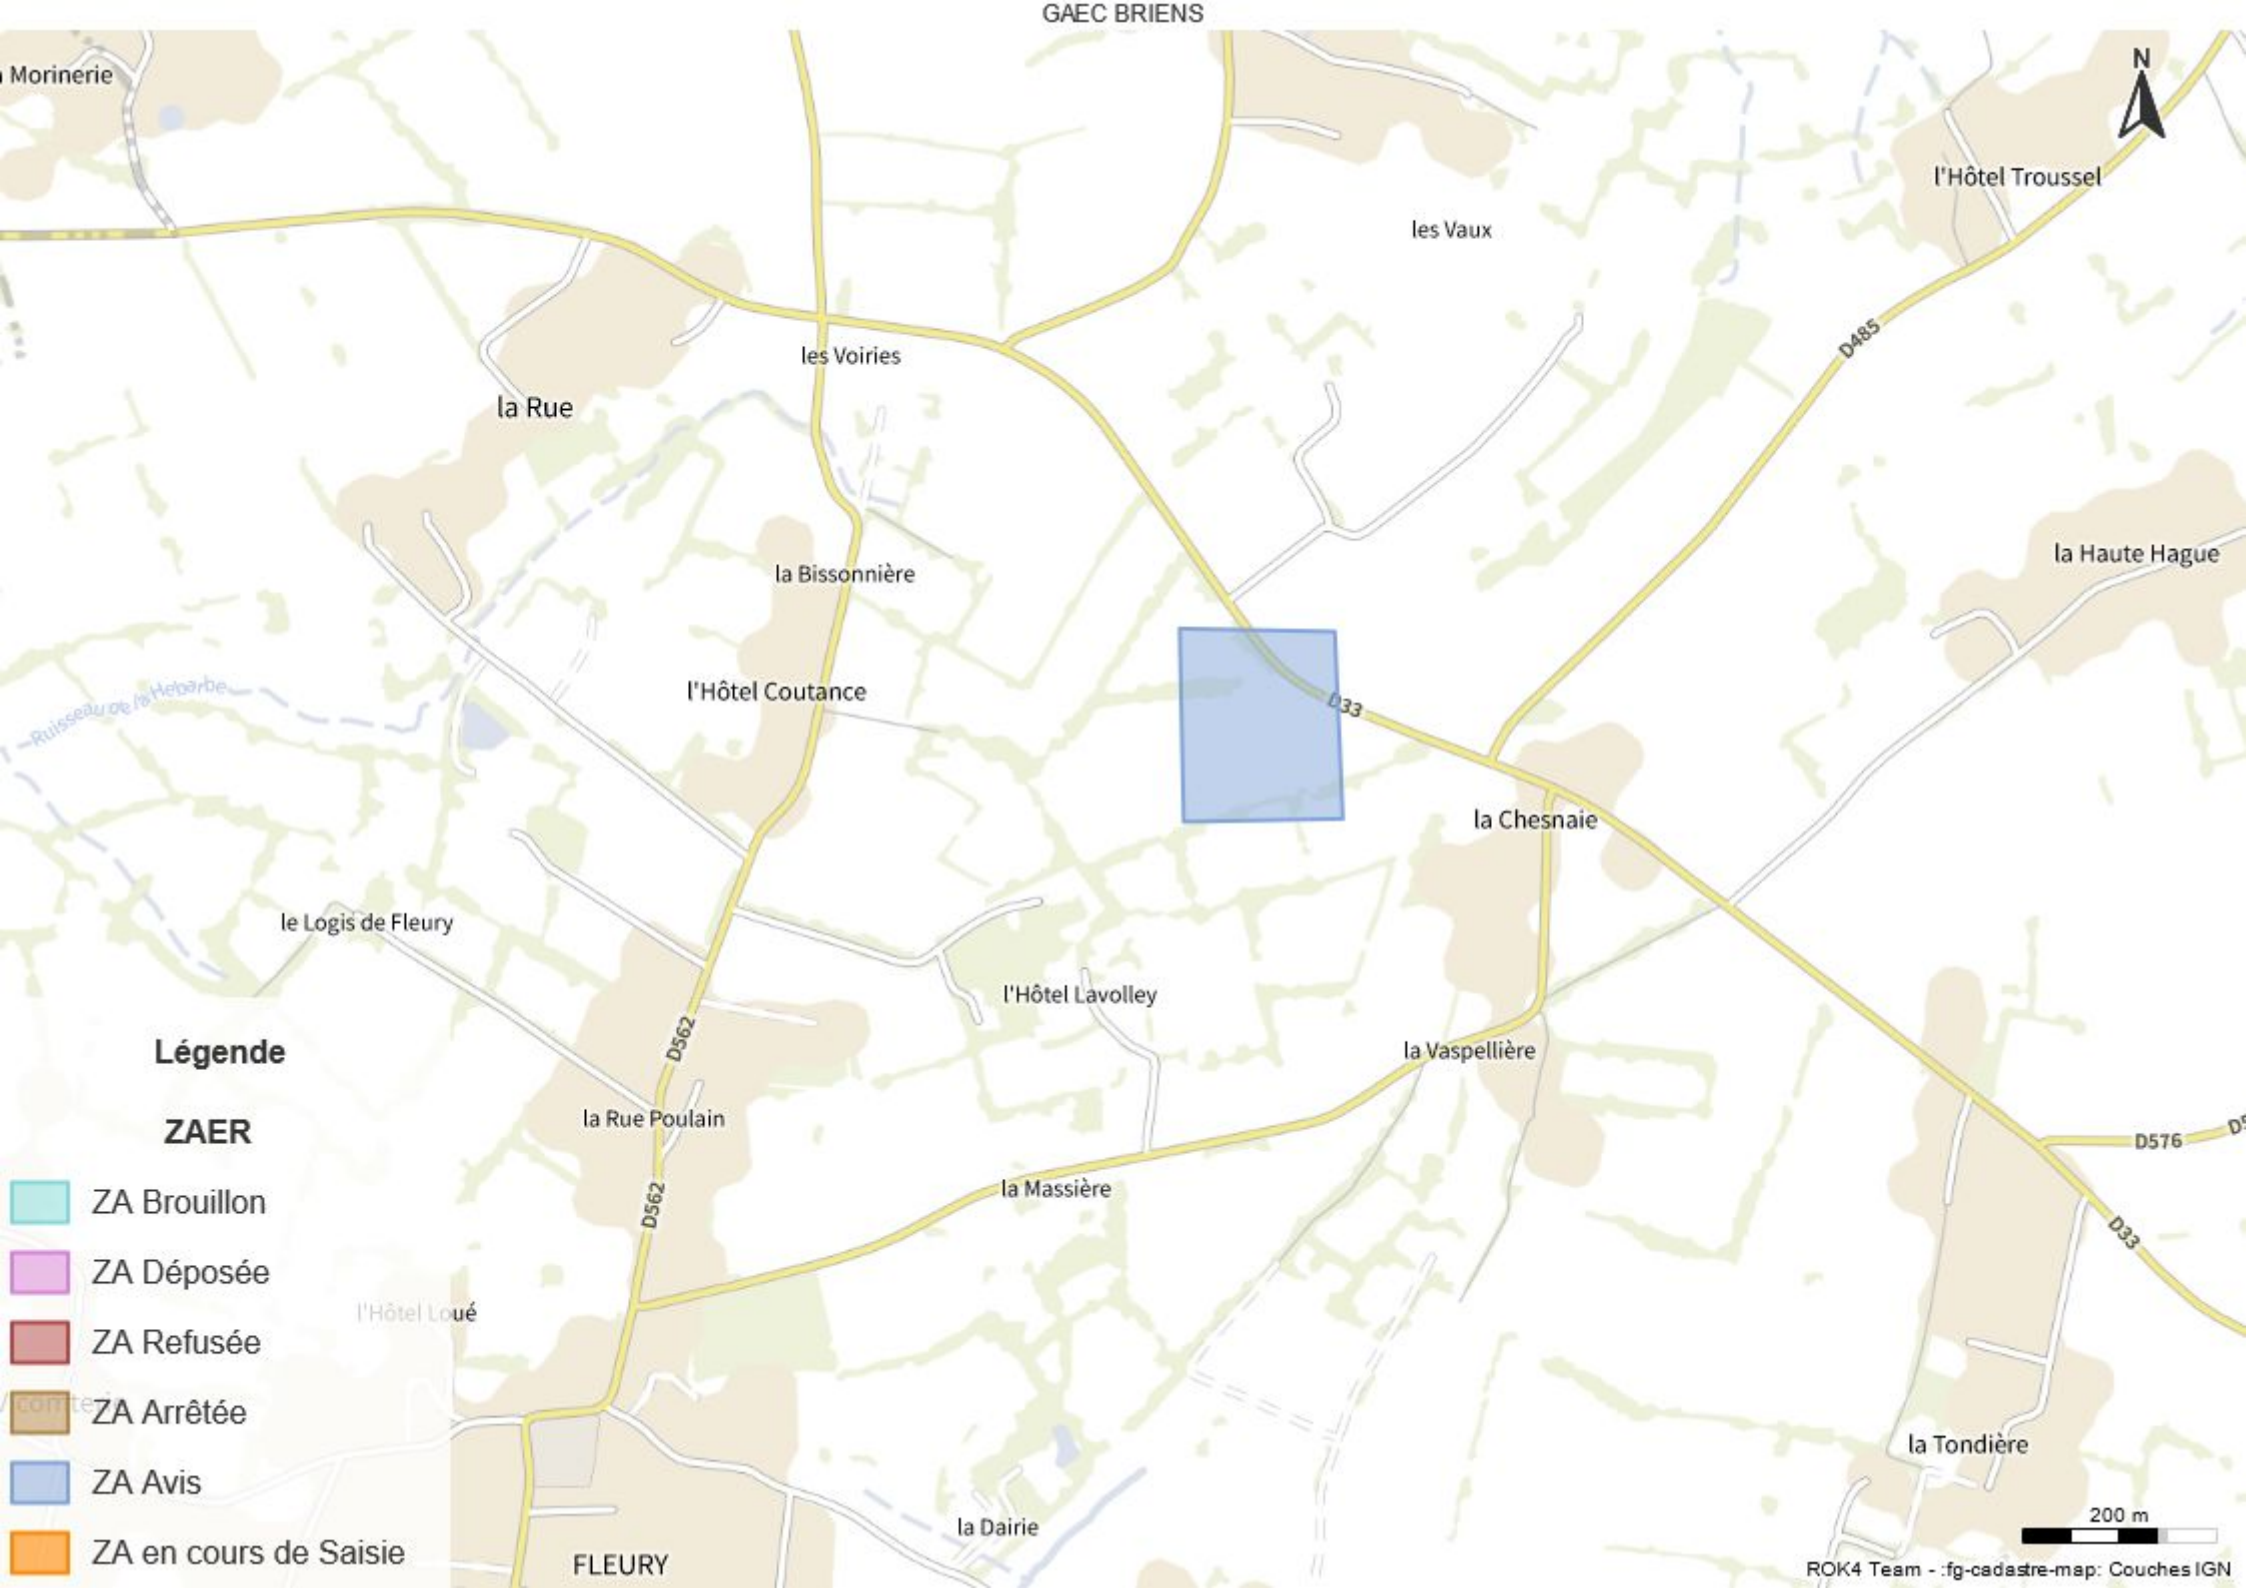 GAEC BRIENS
Morinerie
N
l'Hôtel Troussel
les Vaux
D485
les Voiries
la Rue
la Haute Hague
la Bissonnière
l'Hôtel Coutance
Ruisseau de la Hebarbe
D33
la Chesnaie
le Logis de Fleury
l'Hôtel Lavolley
D562
la Vaspellière
Légende
la Rue Poulain
ZAER
D576
D562
la Massière
D33
ZA Brouillon
ZA Déposée
l'Hôtel Loué
ZA Refusée
ZA Arrêtée
la Tondière
ZA Avis
200 m
la Dairie
ZA en cours de Saisie
FLEURY
ROK4 Team - :fg-cadastre-map: Couches IGN